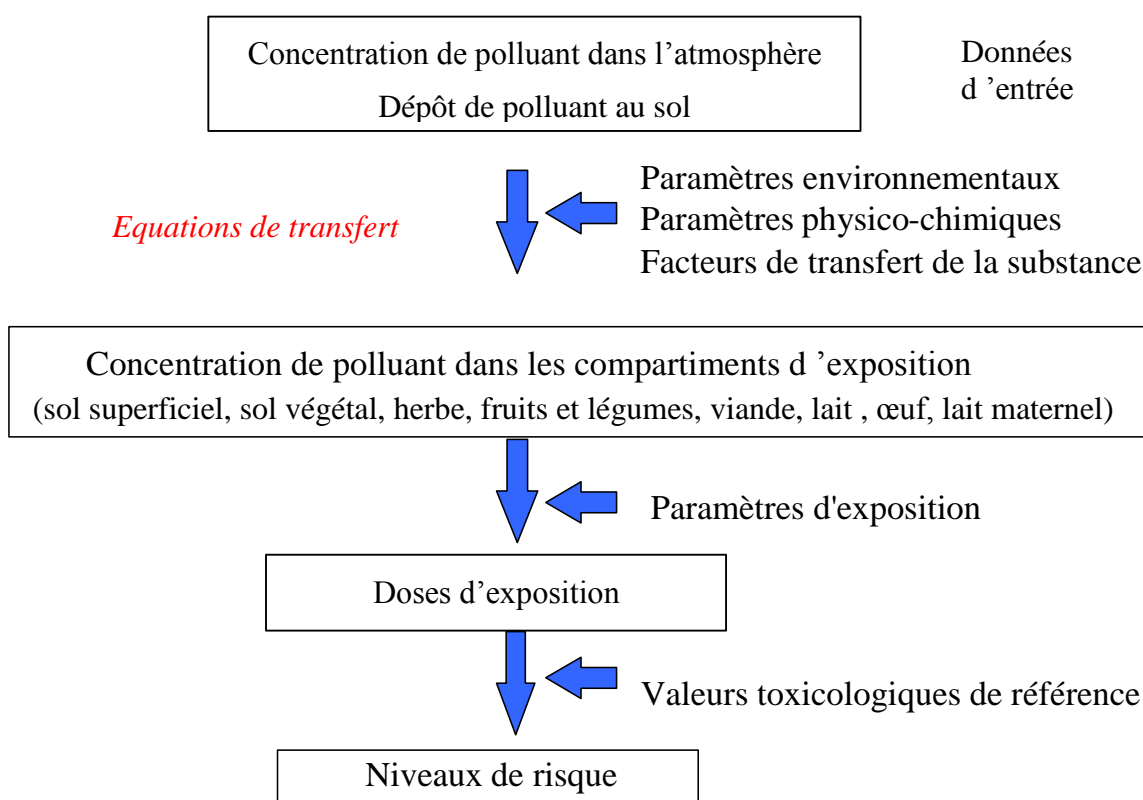 Concentration de polluant dans l’atmosphère
Dépôt de polluant au sol
Données
d ’entrée
Equations de transfert
Paramètres environnementaux
Paramètres physico-chimiques
Facteurs de transfert de la substance
Concentration de polluant dans les compartiments d ’exposition
(sol superficiel, sol végétal, herbe, fruits et légumes, viande, lait , œuf, lait maternel)
Paramètres d'exposition
Doses d’exposition
Valeurs toxicologiques de référence
Niveaux de risque